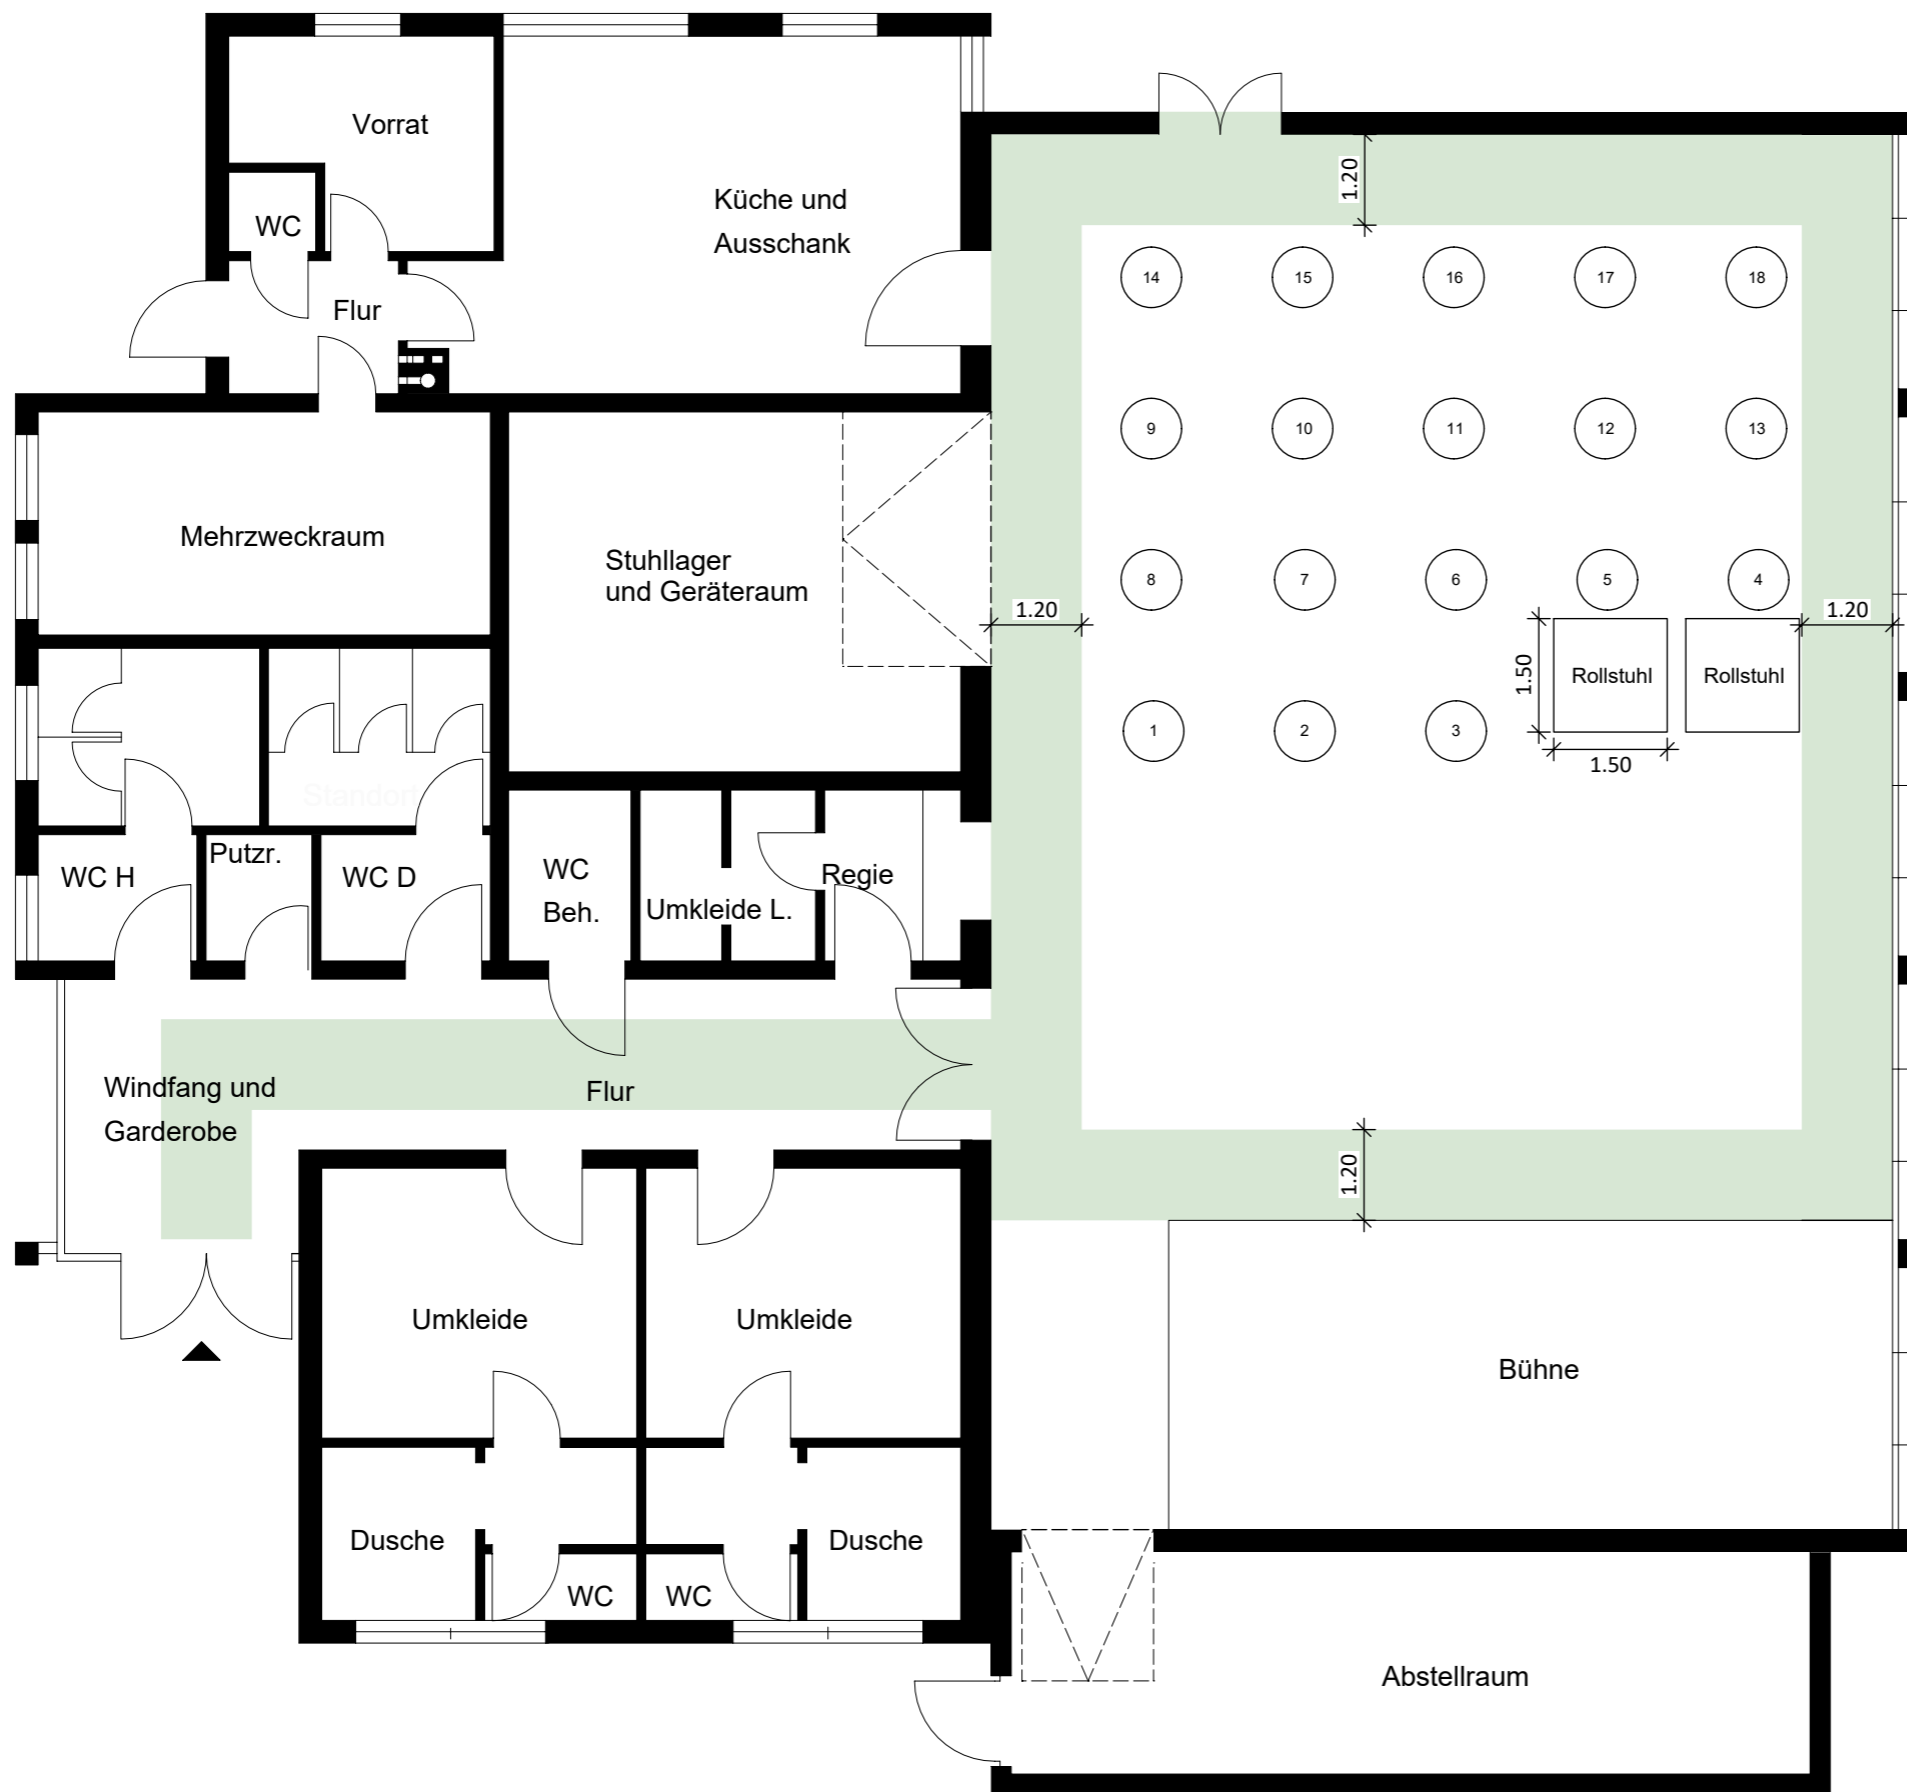 Vorrat
Küche und
Ausschank
WC
Flur
1.20
14 15 16 17 18
9 10 11 12 13
Mehrzweckraum
Stuhllager
und Geräteraum
8 7 6 5 4
1.20
1.20
1.50
Rollstuhl
Rollstuhl
1 2 3
1.50
Standort
Putzr.
WC H
WC D
WC
Beh.
Umkleide L.
Regie
Windfang und
Garderobe
Flur
1.20
Umkleide
Umkleide
Bühne
Dusche
Dusche
WC
WC
Abstellraum